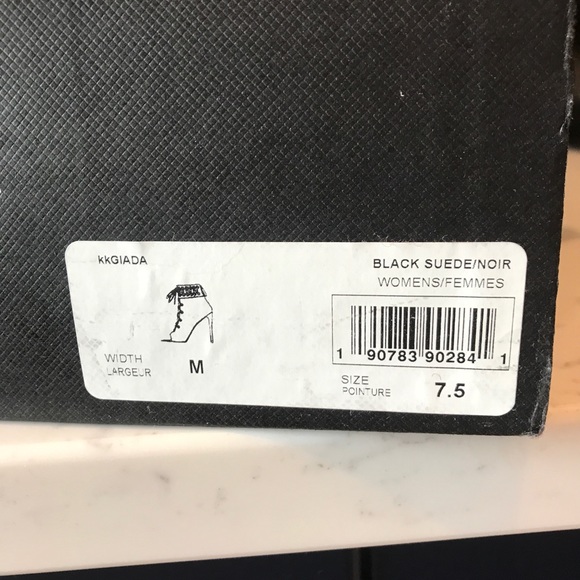 kkGIADA
BLACK SUEDE/NOIR
WOMENS/FEMMES
1 90783 90284 1
WIDTH
LARGEUR
M
SIZE
POINTURE
7.5